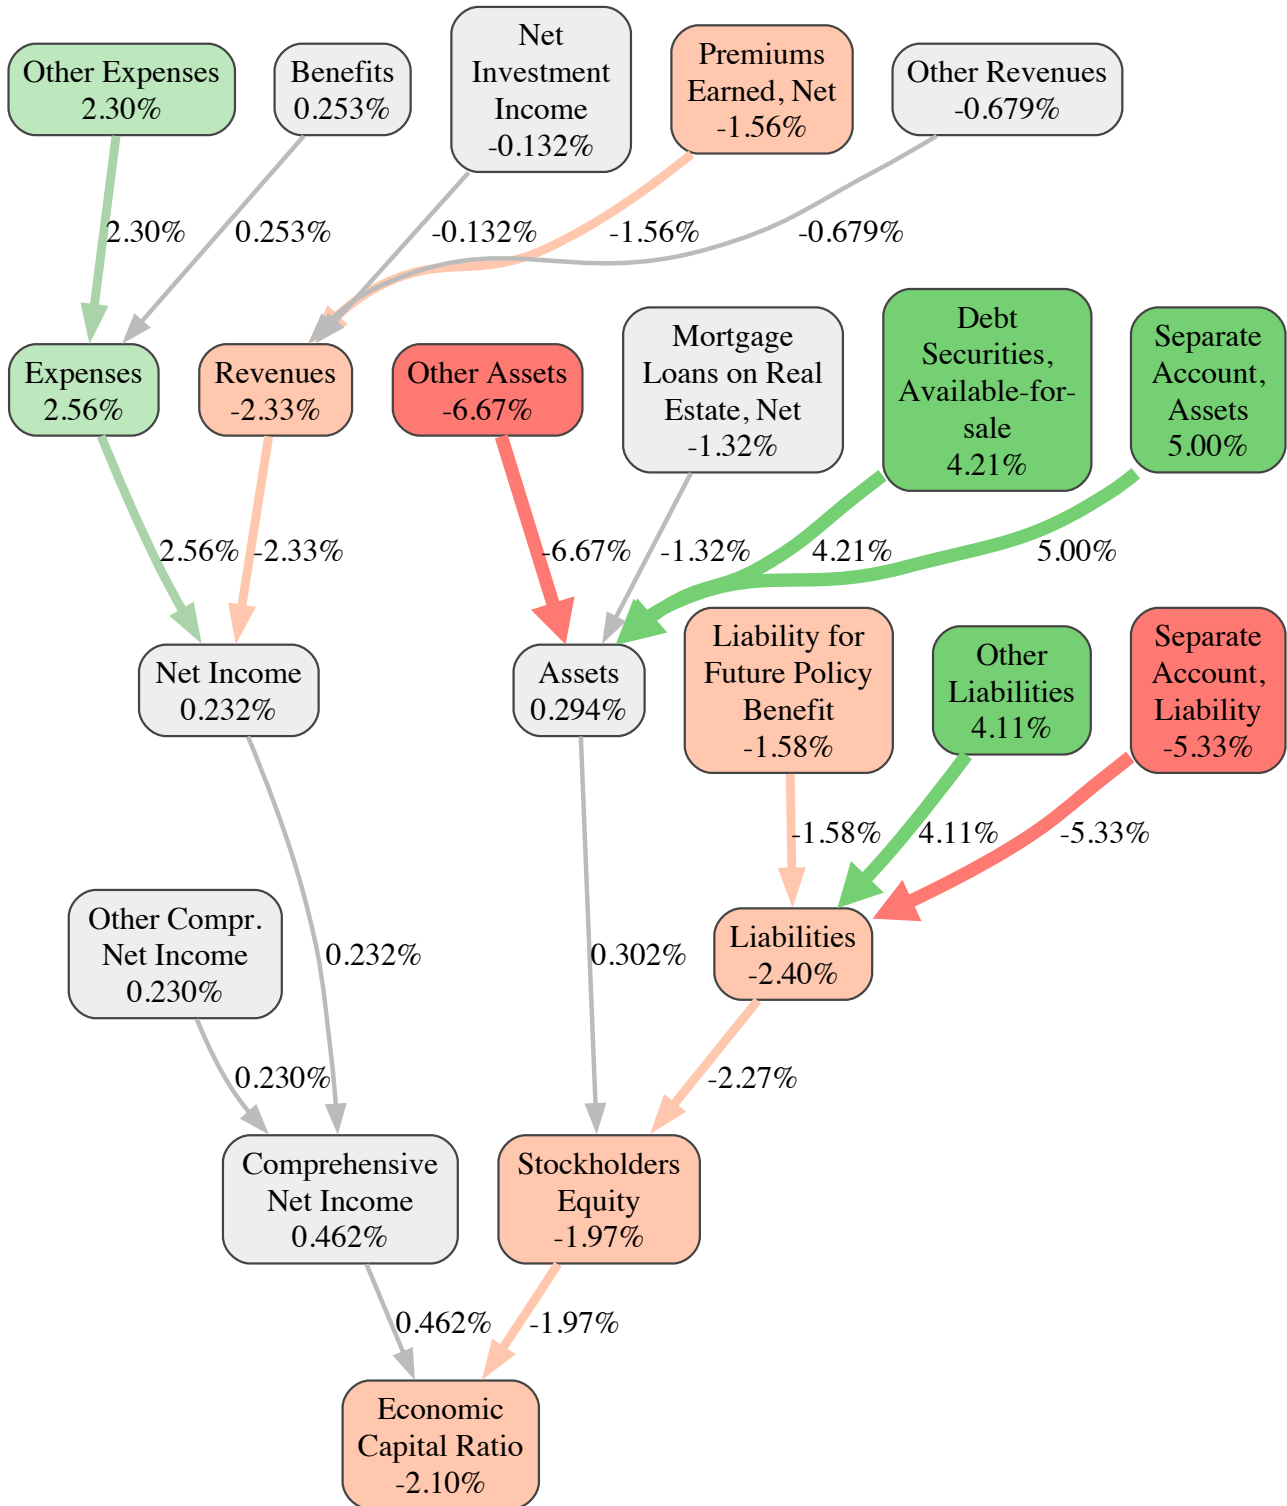 Other Expenses
2.30%
Benefits
0.253%
Net
Investment
Income
-0.132%
Premiums
Earned, Net
-1.56%
Other Revenues
-0.679%
2.30%
0.253%
-0.132%
-1.56%
-0.679%
Expenses
2.56%
Revenues
-2.33%
Other Assets
-6.67%
Mortgage
Loans on Real
Estate, Net
-1.32%
Debt
Securities,
Available-for-
sale
4.21%
Separate
Account,
Assets
5.00%
2.56%
-2.33%
-6.67%
-1.32%
4.21%
5.00%
Net Income
0.232%
Assets
0.294%
Liability for
Future Policy
Benefit
-1.58%
Other
Liabilities
4.11%
Separate
Account,
Liability
-5.33%
-1.58%
4.11%
-5.33%
Other Compr.
Net Income
0.230%
0.232%
0.302%
Liabilities
-2.40%
0.230%
-2.27%
Comprehensive
Net Income
0.462%
Stockholders
Equity
-1.97%
0.462%
-1.97%
Economic
Capital Ratio
-2.10%